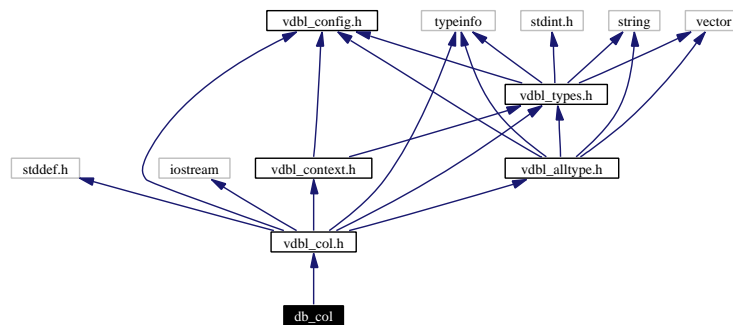 vdbl_config.h
typeinfo
stdint.h
string
vector
vdbl_types.h
stddef.h
iostream
vdbl_context.h
vdbl_alltype.h
vdbl_col.h
db_col